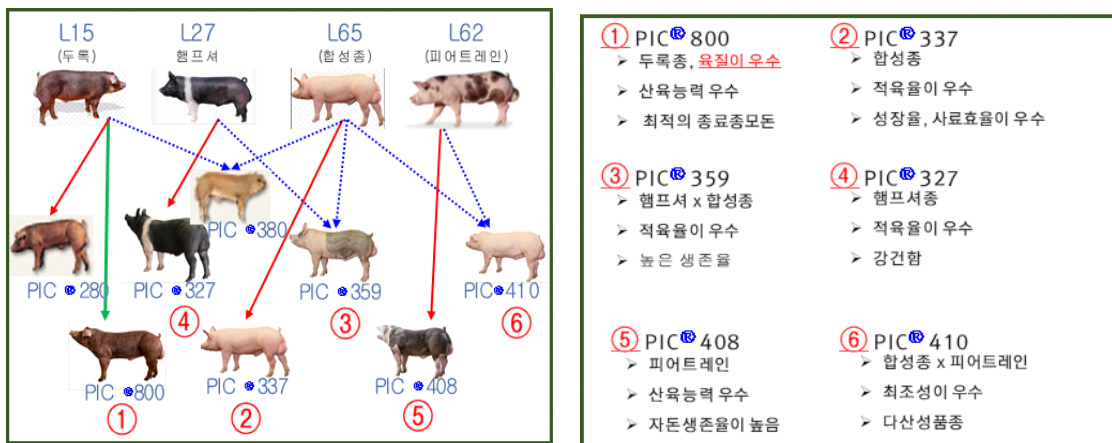 L15 L27 L65 L62
(두록) 햄프셔 (합성종) (피어트레인)
PIC ®380
PIC ®280 PIC ®327 PIC ®359 PIC®410
④ ③ ⑥
PIC ®800 PIC ®337 PIC ®408
① ② ⑤
① PIC® 800
➢ 두록종, 육질이 우수
➢ 산육능력 우수
➢ 최적의 종료종모돈
② PIC® 337
➢ 합성종
➢ 적육율이 우수
➢ 성장율, 사료효율이 우수
③ PIC® 359
➢ 햄프셔 x 합성종
➢ 적육율이 우수
➢ 높은 생존율
④ PIC® 327
➢ 햄프셔종
➢ 적육율이 우수
➢ 강건함
⑤ PIC® 408
➢ 피어트레인
➢ 산육능력 우수
➢ 자돈생존율이 높음
⑥ PIC® 410
➢ 합성종 x 피어트레인
➢ 최조성이 우수
➢ 다산성품종